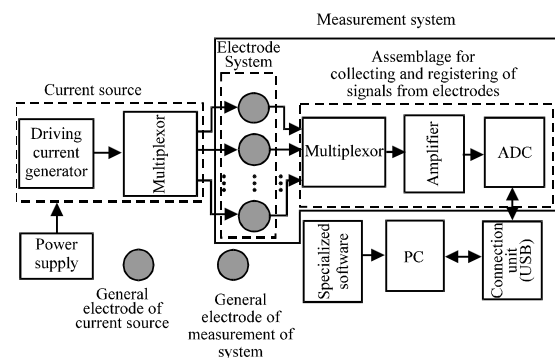 Measurement system
Electrode
System
Assemblage for
collecting and registering of
signals from electrodes
Current source
Driving
current
generator
Multiplexor
Multiplexor
Amplifier
ADC
Power
supply
Specialized
software
PC
Connection
unit
(USB)
General
electrode of
current source
General
electrode of
measurement of
system